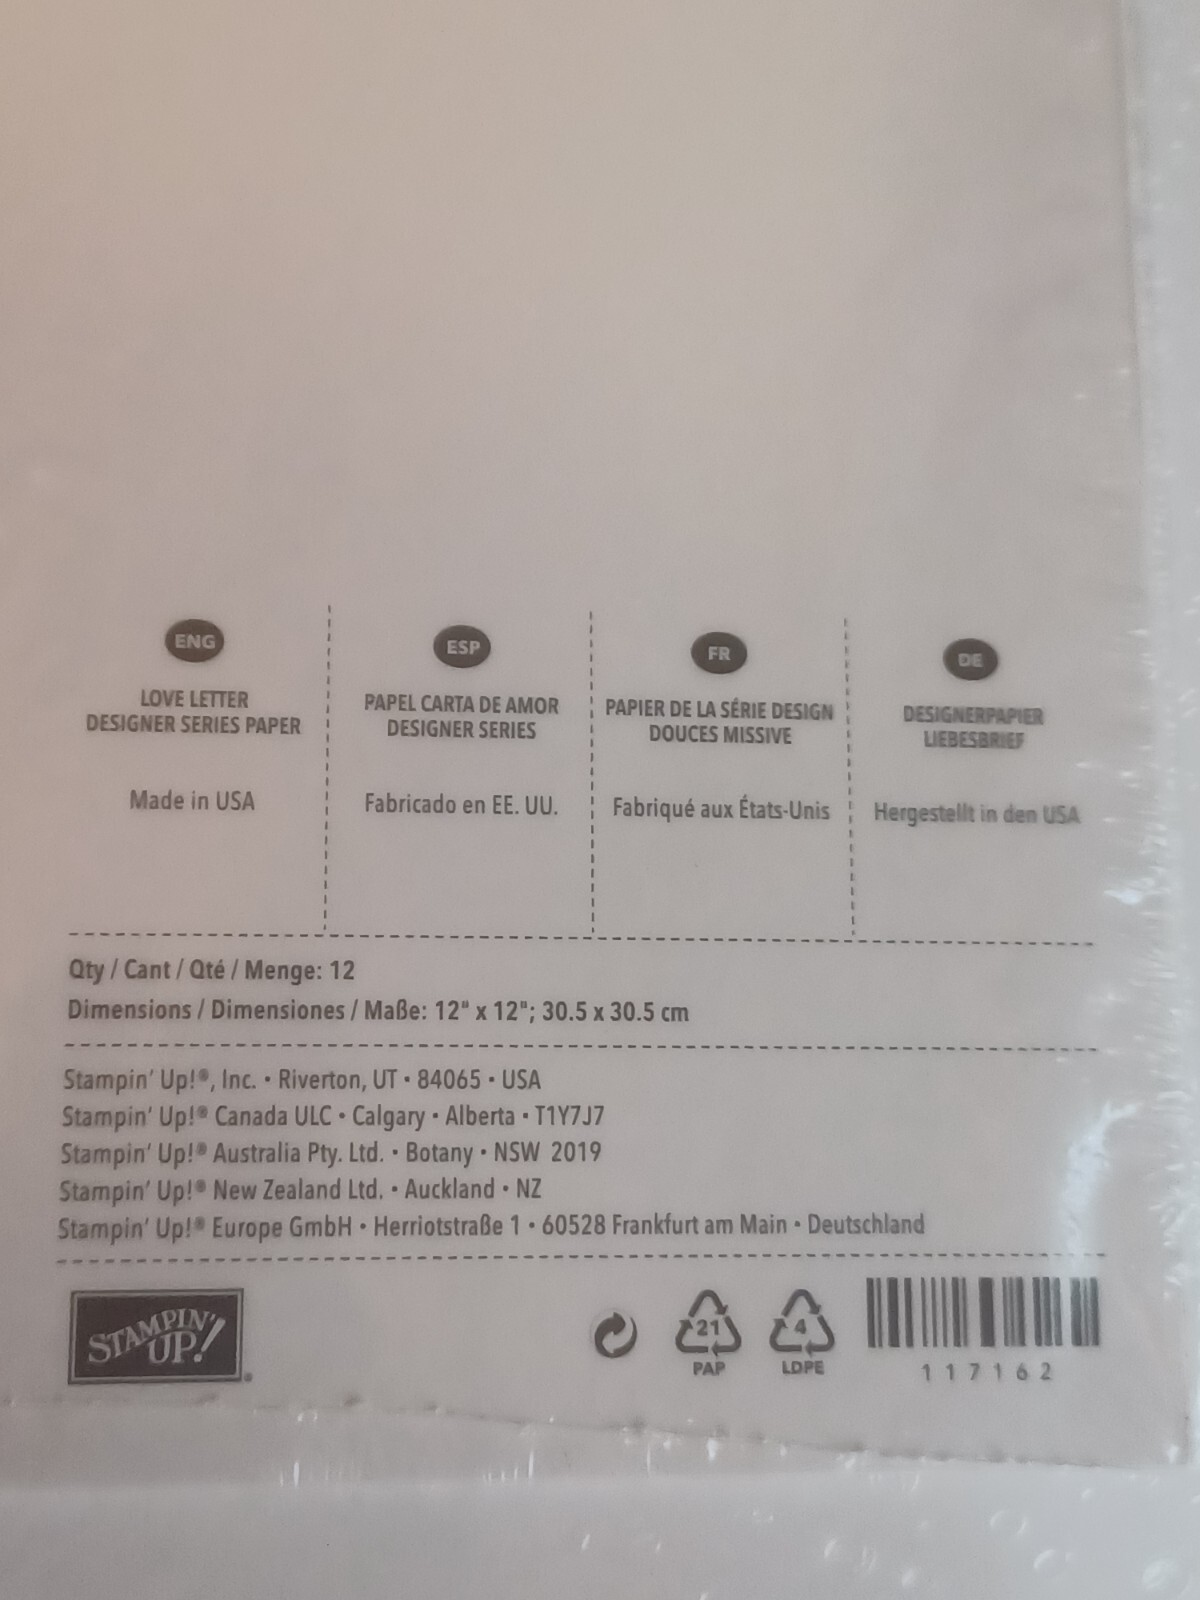 ENG
LOVE LETTER
DESIGNER SERIES PAPER
Made in USA
ESP
PAPEL CARTA DE AMOR
DESIGNER SERIES
Fabricado en EE. UU.
FR
PAPIER DE LA SÉRIE DESIGN
DOUCES MISSIVE
Fabriqué aux États-Unis
DE
DESIGNERPAPIER
LIEBESBRIEF
Hergestellt in den USA
Qty / Cant / Qté / Menge: 12
Dimensions / Dimensiones / Maße: 12" x 12"; 30.5 x 30.5 cm
Stampin' Up!®, Inc. • Riverton, UT • 84065 • USA
Stampin' Up!® Canada ULC • Calgary • Alberta • T1Y7J7
Stampin' Up!® Australia Pty. Ltd. • Botany • NSW 2019
Stampin' Up!® New Zealand Ltd. • Auckland • NZ
Stampin' Up!® Europe GmbH • Herriotstraße 1 • 60528 Frankfurt am Main • Deutschland
STAMPIN'
UP!
21
PAP
4
LDPE
117162